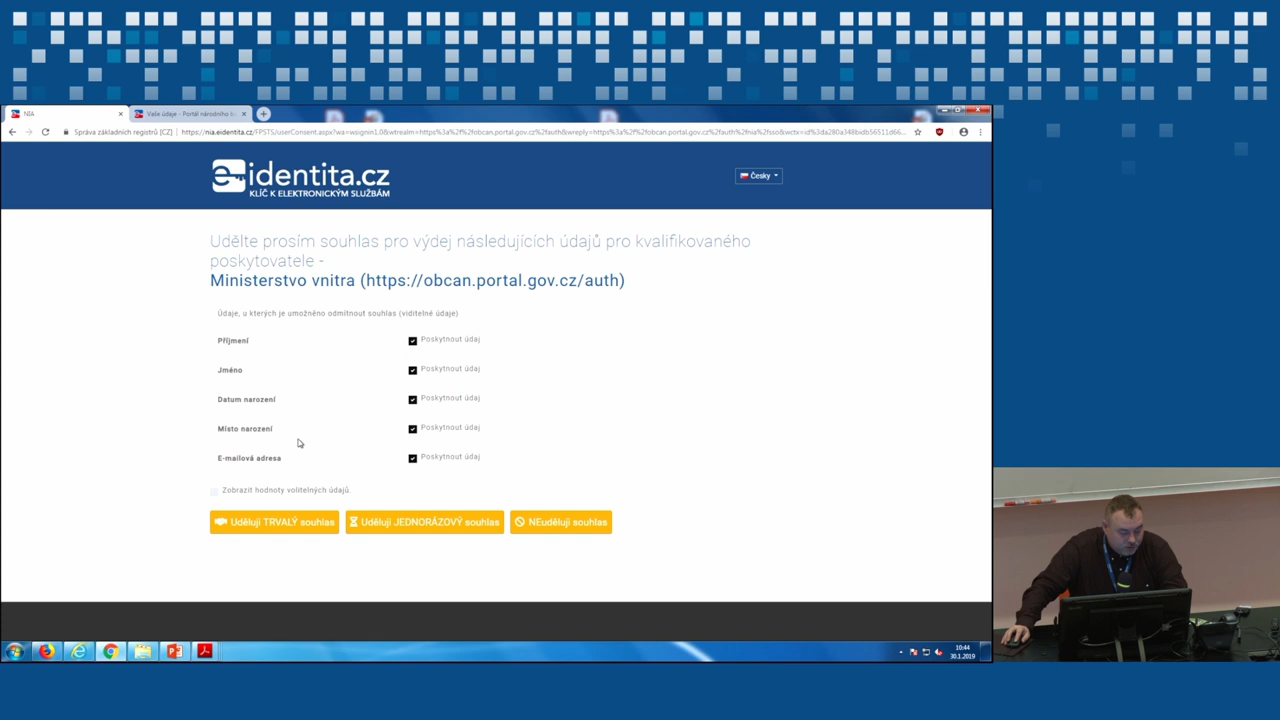 NIA
Vaše údaje - Portál národního
Správa základních registrů [CZ]
https://nia.eidentita.cz/FPSTS/userConsent.aspx?wa=wsignin1.0&wtrealm=https%3a%2f%2fobcan.portal.gov.cz%2fauth&wreply=https%3a%2f%2fobcan.portal.gov.cz%2fauth%2fnia%2fsso&wctx=
e-identita.cz
KLÍČ K ELEKTRONICKÝM SLUŽBÁM
Česky
Udělte prosím souhlas pro výdej následujících údajů pro kvalifikovaného
poskytovatele -
Ministerstvo vnitra (https://obcan.portal.gov.cz/auth)
Údaje, u kterých je umožněno odmítnout souhlas (viditelné údaje)
Příjmení Poskytnout údaj
Jméno Poskytnout údaj
Datum narození Poskytnout údaj
Místo narození Poskytnout údaj
E-mailová adresa Poskytnout údaj
Zobrazit hodnoty volitelných údajů.
Uděluji TRVALÝ souhlas Uděluji JEDNORÁZOVÝ souhlas NEuděluji souhlas
10:44
30.1.2019